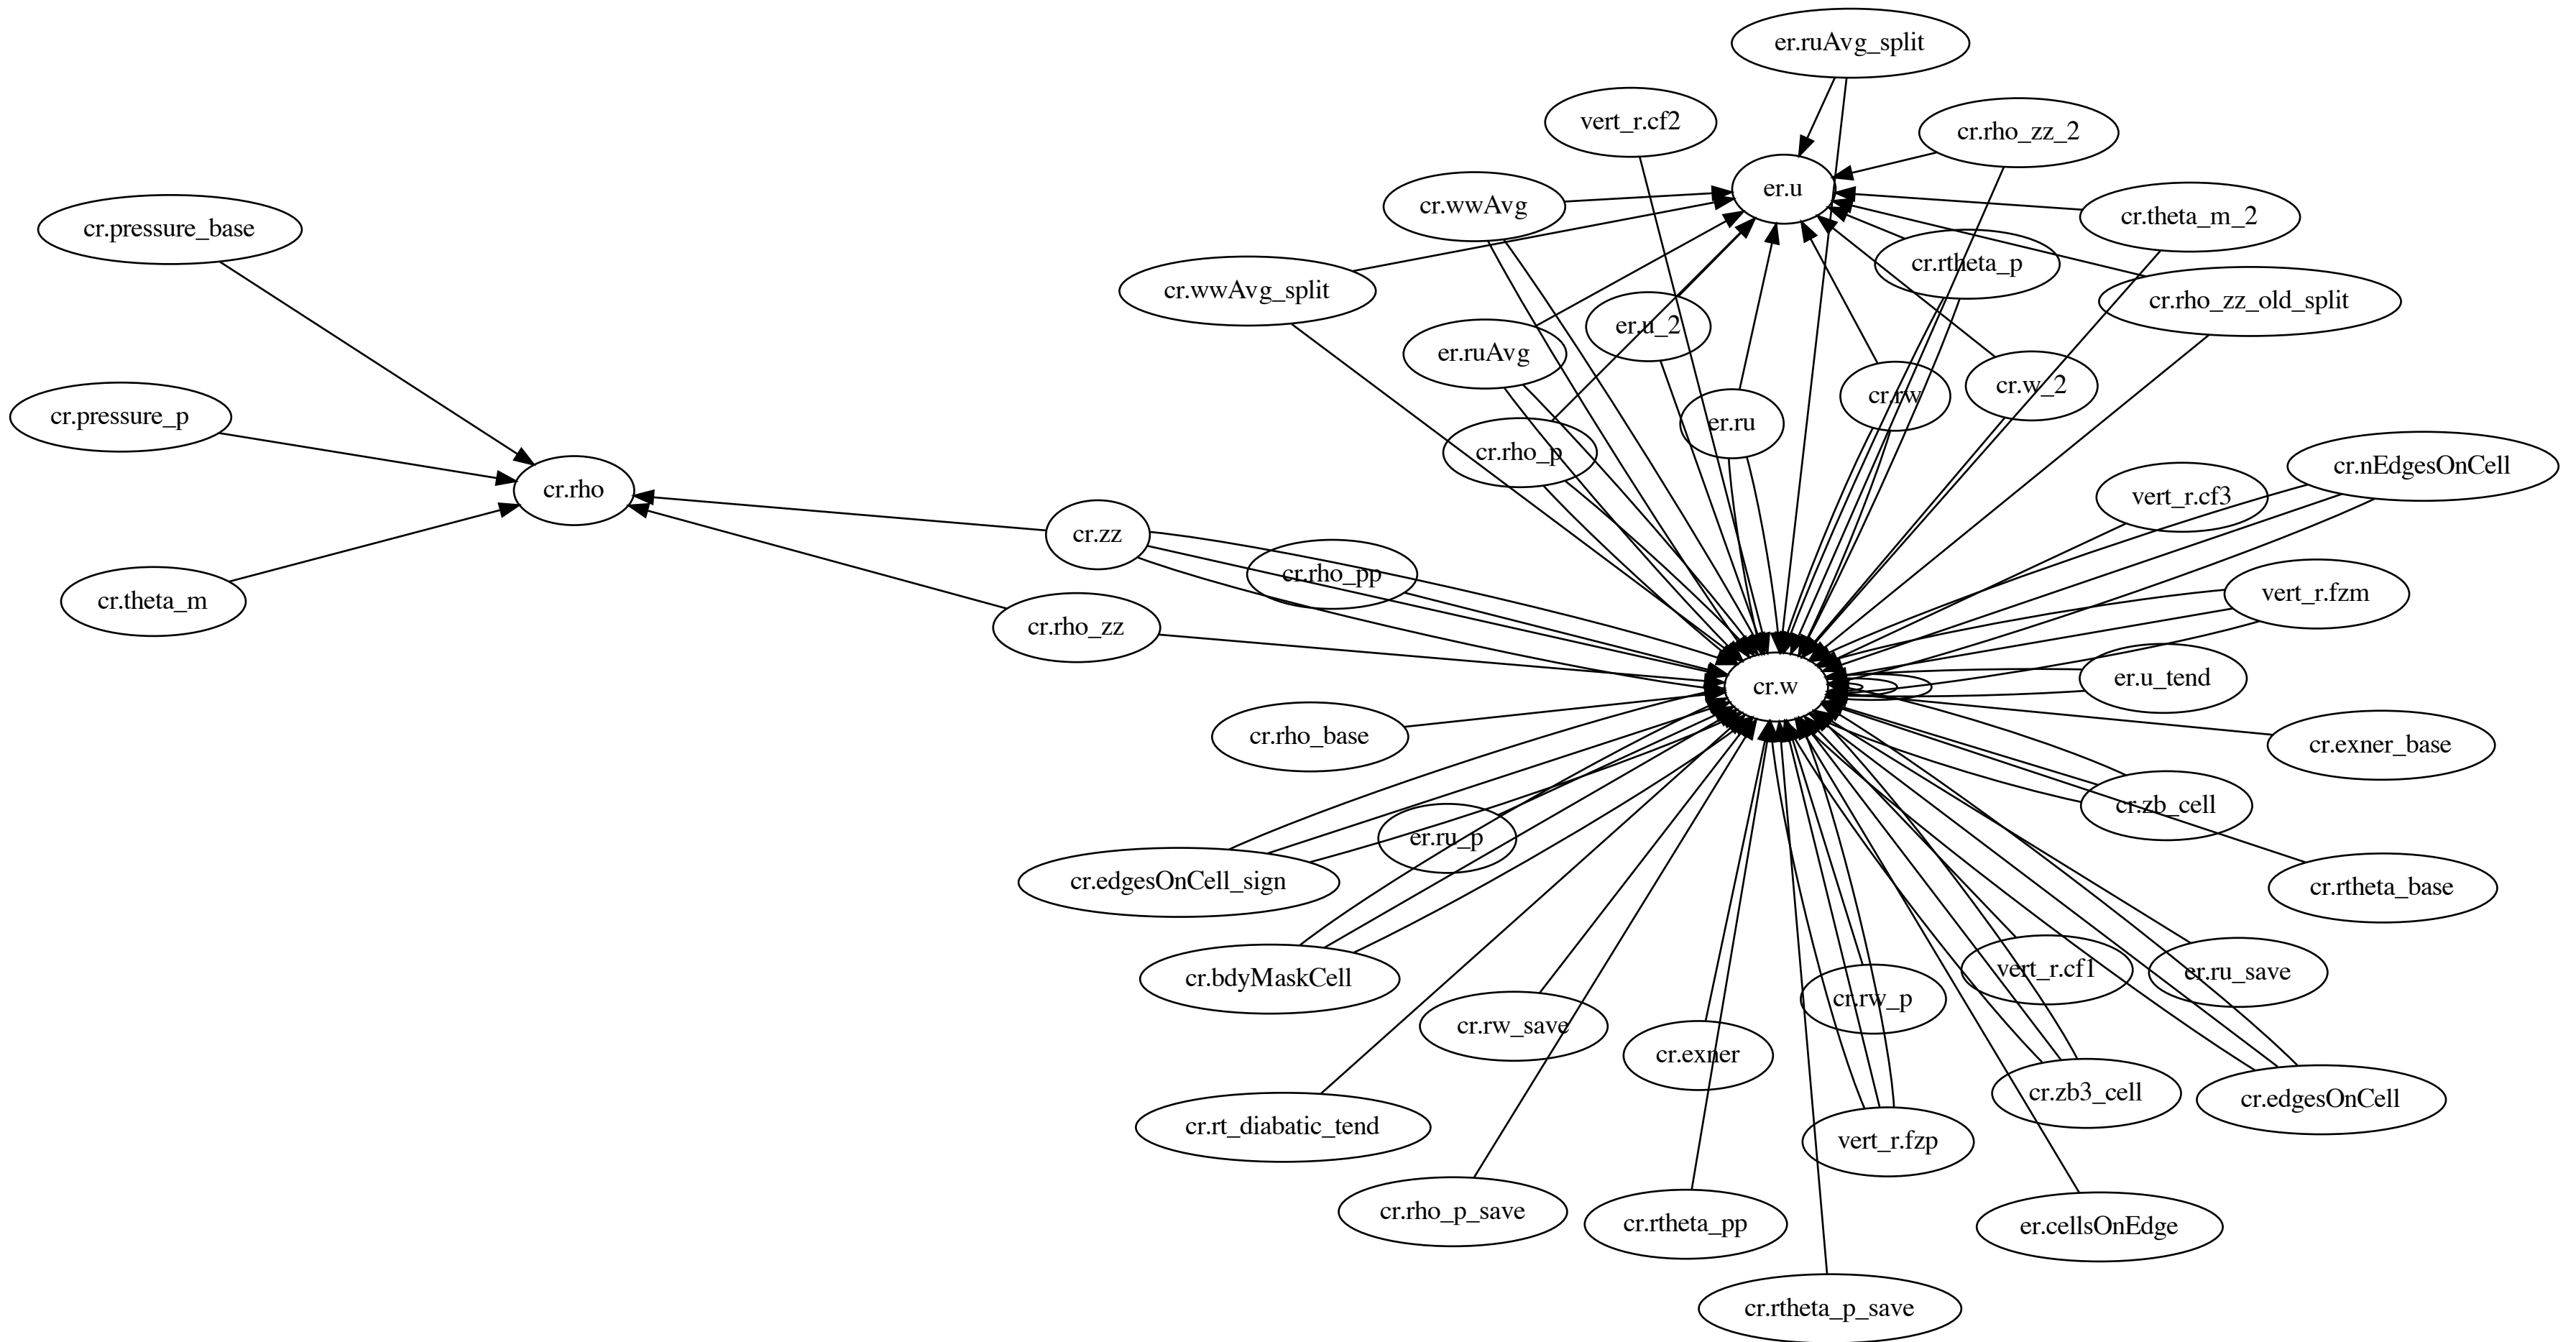 er.ruAvg_split
vert_r.cf2
cr.rho_zz_2
er.u
cr.wwAvg
cr.theta_m_2
cr.pressure_base
cr.rtheta_p
cr.wwAvg_split
cr.rho_zz_old_split
er.u_2
er.ruAvg
cr.w_2
cr.rw
cr.pressure_p
er.ru
cr.rho_p
cr.nEdgesOnCell
cr.rho
vert_r.cf3
cr.zz
cr.rho_pp
vert_r.fzm
cr.theta_m
cr.rho_zz
er.u_tend
cr.w
cr.rho_base
cr.exner_base
cr.zb_cell
er.ru_p
cr.edgesOnCell_sign
cr.rtheta_base
vert_r.cf1
er.ru_save
cr.bdyMaskCell
cr.rw_p
cr.rw_save
cr.exner
cr.zb3_cell
cr.edgesOnCell
cr.rt_diabatic_tend
vert_r.fzp
cr.rho_p_save
cr.rtheta_pp
er.cellsOnEdge
cr.rtheta_p_save